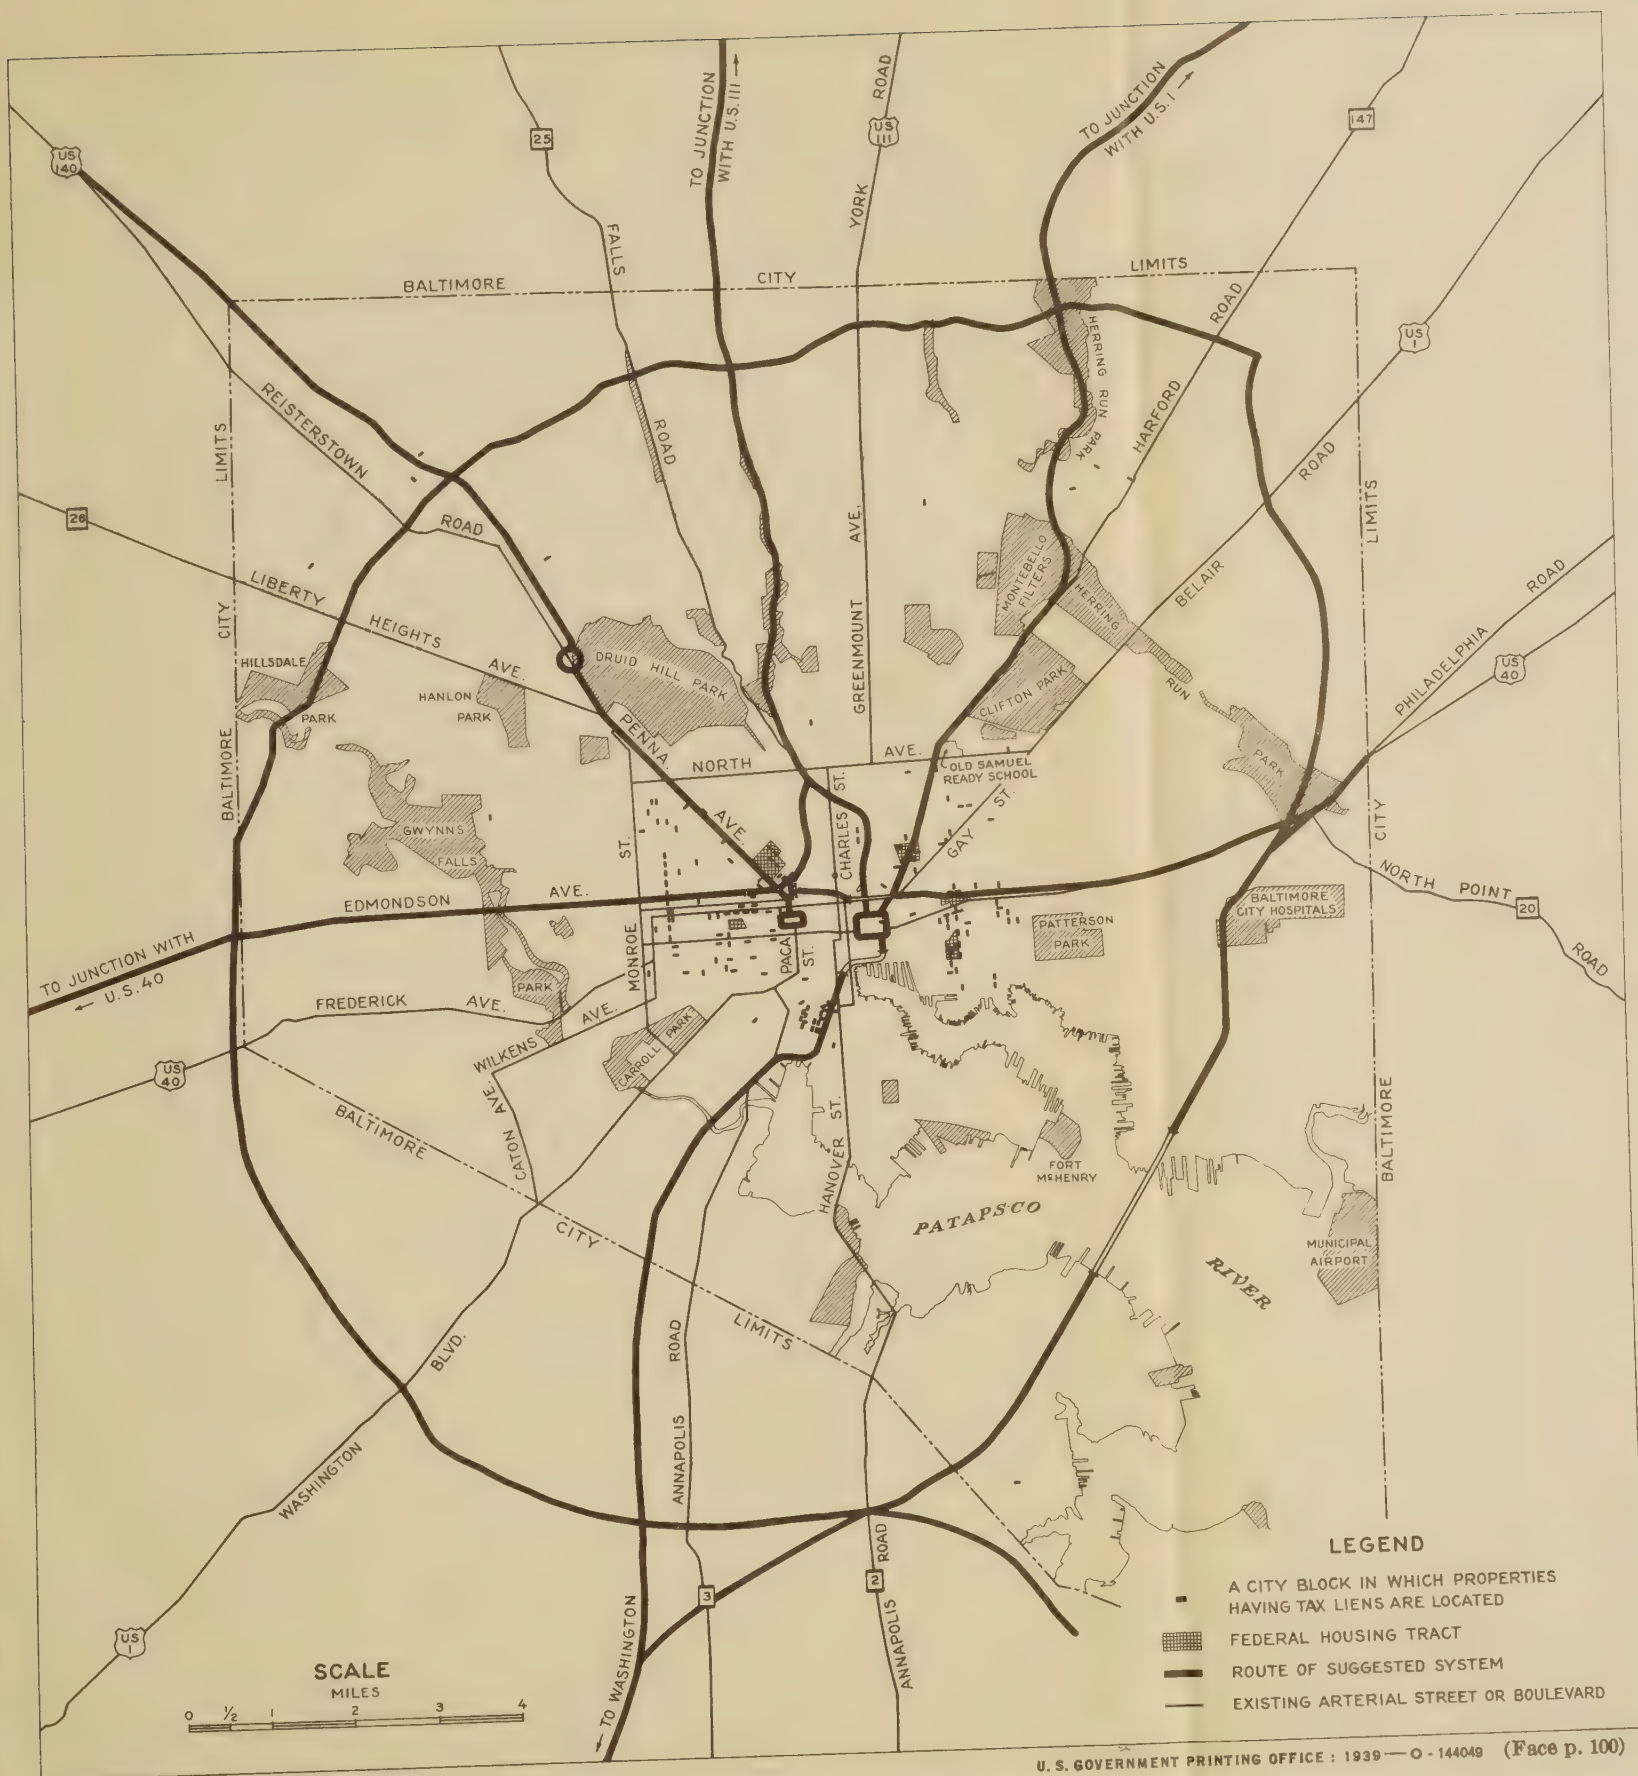 TO JUNCTION
WITH U.S. 111 →
ROAD
US
111
YORK
TO JUNCTION
WITH U.S. 1 →
147
25
US
140
FALLS
ROAD
BALTIMORE
CITY
LIMITS
ROAD
HARFORD
US
1
HERRING RUN PARK
REISTERSTOWN
ROAD
LIMITS
CITY
BALTIMORE
ROAD
BELAIR
LIMITS
26
LIBERTY
HEIGHTS
AVE.
AVE.
GREENMOUNT
MONTEBELLO
FILTERS
HERRING
RUN
PARK
ROAD
PHILADELPHIA
US
40
HILLSDALE
PARK
HANLON
PARK
DRUID HILL PARK
CLIFTON PARK
PENNA.
AVE.
NORTH
AVE.
OLD SAMUEL
READY SCHOOL
ST.
GAY
ST.
CHARLES
GWYNNS
FALLS
PARK
ST.
MONROE
CITY
NORTH POINT
20
ROAD
EDMONDSON
AVE.
BALTIMORE
CITY HOSPITALS
PATTERSON
PARK
TO JUNCTION WITH
← U.S. 40
PACA
ST.
FREDERICK
AVE.
WILKENS
AVE.
CARROLL
PARK
US
40
CATON AVE.
BALTIMORE
CITY
LIMITS
HANOVER
ST.
FORT
McHENRY
BALTIMORE
PATAPSCO
RIVER
MUNICIPAL
AIRPORT
BLVD.
WASHINGTON
ROAD
ANNAPOLIS
3
ROAD
2
ANNAPOLIS
US
1
← TO WASHINGTON
SCALE
MILES
0 1/2 1 2 3 4
LEGEND
A CITY BLOCK IN WHICH PROPERTIES
HAVING TAX LIENS ARE LOCATED
FEDERAL HOUSING TRACT
ROUTE OF SUGGESTED SYSTEM
EXISTING ARTERIAL STREET OR BOULEVARD
U. S. GOVERNMENT PRINTING OFFICE : 1939—O - 144049 (Face p. 100)